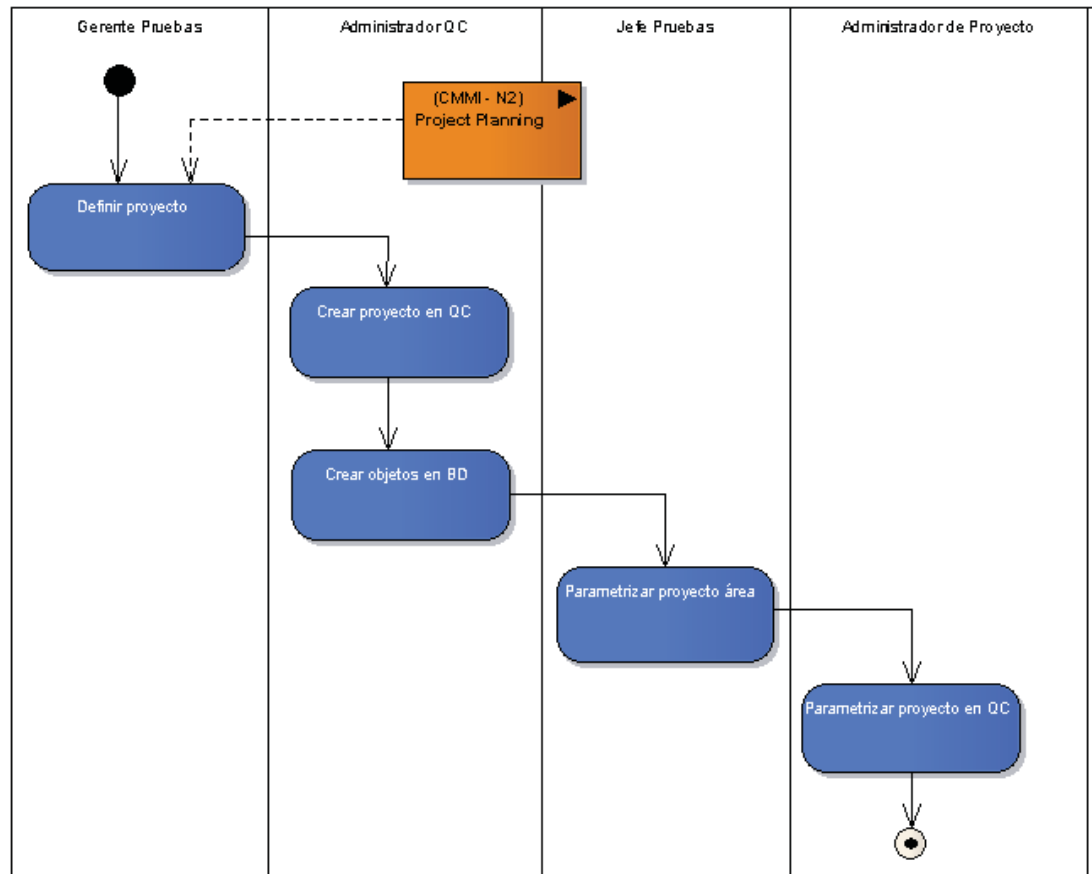 Gerente Pruebas
Administrador QC
Jefe Pruebas
Administrador de Proyecto
(CMMI - N2)
Project Planning
Definir proyecto
Crear proyecto en QC
Crear objetos en BD
Parametrizar proyecto área
Parametrizar proyecto en QC